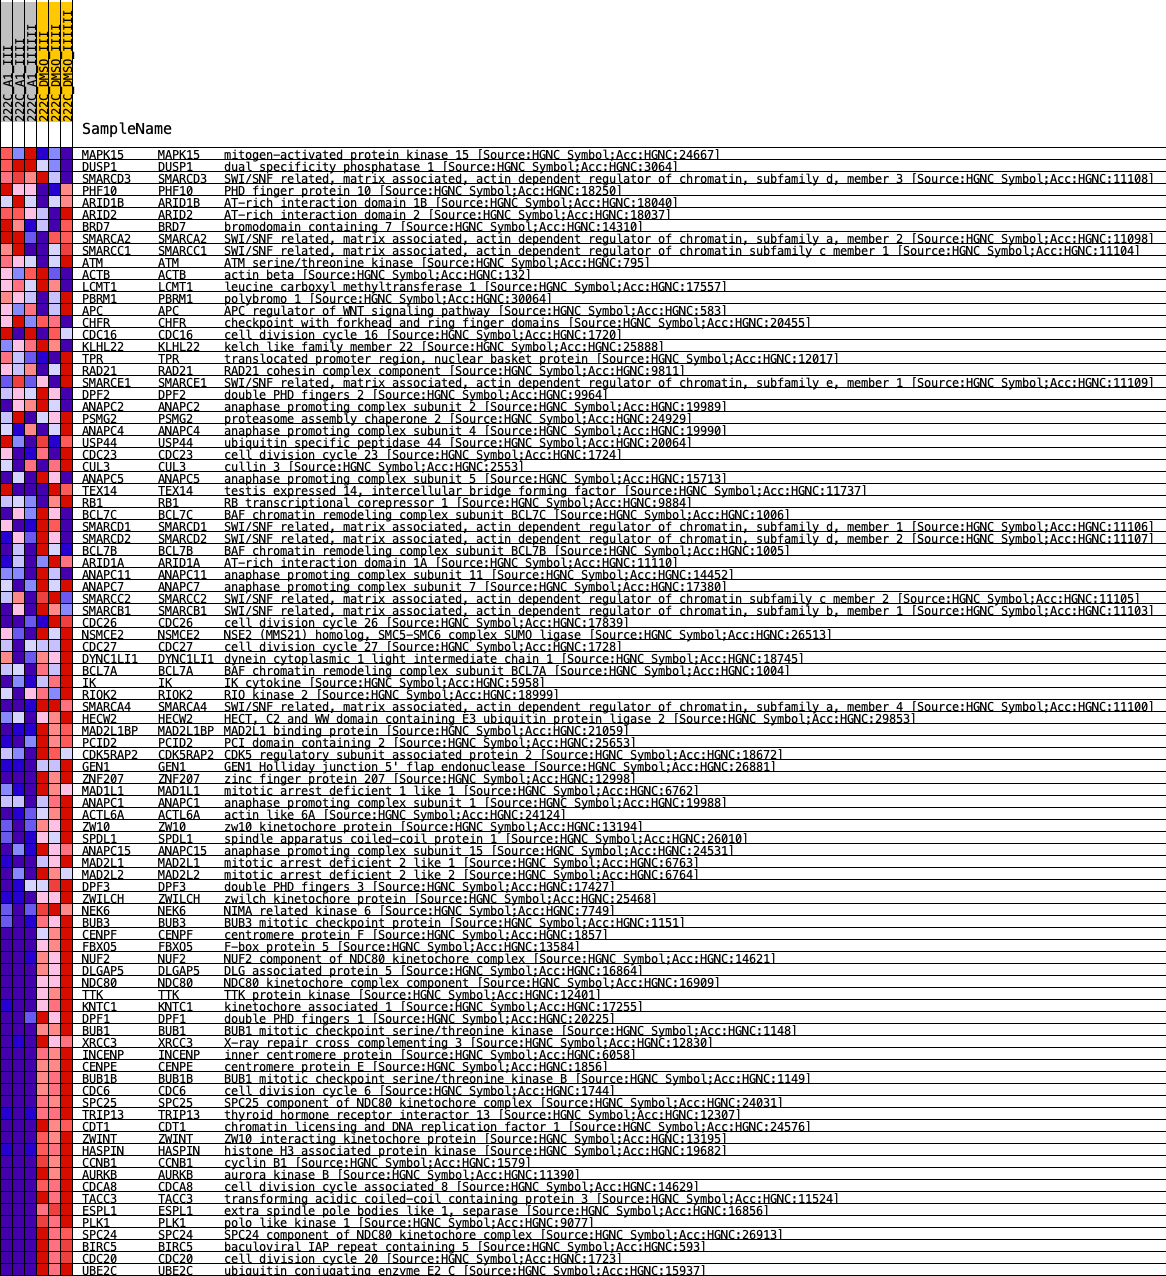 222C_A1_III
222C_A1_IIII
222C_A1_IIIIII
222C_DMSO_III
222C_DMSO_IIII
222C_DMSO_IIIIII
SampleName
MAPK15 MAPK15 mitogen-activated protein kinase 15 [Source:HGNC Symbol;Acc:HGNC:24667]
DUSP1 DUSP1 dual specificity phosphatase 1 [Source:HGNC Symbol;Acc:HGNC:3064]
SMARCD3 SMARCD3 SWI/SNF related, matrix associated, actin dependent regulator of chromatin, subfamily d, member 3 [Source:HGNC Symbol;Acc:HGNC:11108]
PHF10 PHF10 PHD finger protein 10 [Source:HGNC Symbol;Acc:HGNC:18250]
ARID1B ARID1B AT-rich interaction domain 1B [Source:HGNC Symbol;Acc:HGNC:18040]
ARID2 ARID2 AT-rich interaction domain 2 [Source:HGNC Symbol;Acc:HGNC:18037]
BRD7 BRD7 bromodomain containing 7 [Source:HGNC Symbol;Acc:HGNC:14310]
SMARCA2 SMARCA2 SWI/SNF related, matrix associated, actin dependent regulator of chromatin, subfamily a, member 2 [Source:HGNC Symbol;Acc:HGNC:11098]
SMARCC1 SMARCC1 SWI/SNF related, matrix associated, actin dependent regulator of chromatin subfamily c member 1 [Source:HGNC Symbol;Acc:HGNC:11104]
ATM ATM ATM serine/threonine kinase [Source:HGNC Symbol;Acc:HGNC:795]
ACTB ACTB actin beta [Source:HGNC Symbol;Acc:HGNC:132]
LCMT1 LCMT1 leucine carboxyl methyltransferase 1 [Source:HGNC Symbol;Acc:HGNC:17557]
PBRM1 PBRM1 polybromo 1 [Source:HGNC Symbol;Acc:HGNC:30064]
APC APC APC regulator of WNT signaling pathway [Source:HGNC Symbol;Acc:HGNC:583]
CHFR CHFR checkpoint with forkhead and ring finger domains [Source:HGNC Symbol;Acc:HGNC:20455]
CDC16 CDC16 cell division cycle 16 [Source:HGNC Symbol;Acc:HGNC:1720]
KLHL22 KLHL22 kelch like family member 22 [Source:HGNC Symbol;Acc:HGNC:25888]
TPR TPR translocated promoter region, nuclear basket protein [Source:HGNC Symbol;Acc:HGNC:12017]
RAD21 RAD21 RAD21 cohesin complex component [Source:HGNC Symbol;Acc:HGNC:9811]
SMARCE1 SMARCE1 SWI/SNF related, matrix associated, actin dependent regulator of chromatin, subfamily e, member 1 [Source:HGNC Symbol;Acc:HGNC:11109]
DPF2 DPF2 double PHD fingers 2 [Source:HGNC Symbol;Acc:HGNC:9964]
ANAPC2 ANAPC2 anaphase promoting complex subunit 2 [Source:HGNC Symbol;Acc:HGNC:19989]
PSMG2 PSMG2 proteasome assembly chaperone 2 [Source:HGNC Symbol;Acc:HGNC:24929]
ANAPC4 ANAPC4 anaphase promoting complex subunit 4 [Source:HGNC Symbol;Acc:HGNC:19990]
USP44 USP44 ubiquitin specific peptidase 44 [Source:HGNC Symbol;Acc:HGNC:20064]
CDC23 CDC23 cell division cycle 23 [Source:HGNC Symbol;Acc:HGNC:1724]
CUL3 CUL3 cullin 3 [Source:HGNC Symbol;Acc:HGNC:2553]
ANAPC5 ANAPC5 anaphase promoting complex subunit 5 [Source:HGNC Symbol;Acc:HGNC:15713]
TEX14 TEX14 testis expressed 14, intercellular bridge forming factor [Source:HGNC Symbol;Acc:HGNC:11737]
RB1 RB1 RB transcriptional corepressor 1 [Source:HGNC Symbol;Acc:HGNC:9884]
BCL7C BCL7C BAF chromatin remodeling complex subunit BCL7C [Source:HGNC Symbol;Acc:HGNC:1006]
SMARCD1 SMARCD1 SWI/SNF related, matrix associated, actin dependent regulator of chromatin, subfamily d, member 1 [Source:HGNC Symbol;Acc:HGNC:11106]
SMARCD2 SMARCD2 SWI/SNF related, matrix associated, actin dependent regulator of chromatin, subfamily d, member 2 [Source:HGNC Symbol;Acc:HGNC:11107]
BCL7B BCL7B BAF chromatin remodeling complex subunit BCL7B [Source:HGNC Symbol;Acc:HGNC:1005]
ARID1A ARID1A AT-rich interaction domain 1A [Source:HGNC Symbol;Acc:HGNC:11110]
ANAPC11 ANAPC11 anaphase promoting complex subunit 11 [Source:HGNC Symbol;Acc:HGNC:14452]
ANAPC7 ANAPC7 anaphase promoting complex subunit 7 [Source:HGNC Symbol;Acc:HGNC:17380]
SMARCC2 SMARCC2 SWI/SNF related, matrix associated, actin dependent regulator of chromatin subfamily c member 2 [Source:HGNC Symbol;Acc:HGNC:11105]
SMARCB1 SMARCB1 SWI/SNF related, matrix associated, actin dependent regulator of chromatin, subfamily b, member 1 [Source:HGNC Symbol;Acc:HGNC:11103]
CDC26 CDC26 cell division cycle 26 [Source:HGNC Symbol;Acc:HGNC:17839]
NSMCE2 NSMCE2 NSE2 (MMS21) homolog, SMC5-SMC6 complex SUMO ligase [Source:HGNC Symbol;Acc:HGNC:26513]
CDC27 CDC27 cell division cycle 27 [Source:HGNC Symbol;Acc:HGNC:1728]
DYNC1LI1 DYNC1LI1 dynein cytoplasmic 1 light intermediate chain 1 [Source:HGNC Symbol;Acc:HGNC:18745]
BCL7A BCL7A BAF chromatin remodeling complex subunit BCL7A [Source:HGNC Symbol;Acc:HGNC:1004]
IK IK IK cytokine [Source:HGNC Symbol;Acc:HGNC:5958]
RIOK2 RIOK2 RIO kinase 2 [Source:HGNC Symbol;Acc:HGNC:18999]
SMARCA4 SMARCA4 SWI/SNF related, matrix associated, actin dependent regulator of chromatin, subfamily a, member 4 [Source:HGNC Symbol;Acc:HGNC:11100]
HECW2 HECW2 HECT, C2 and WW domain containing E3 ubiquitin protein ligase 2 [Source:HGNC Symbol;Acc:HGNC:29853]
MAD2L1BP MAD2L1BP MAD2L1 binding protein [Source:HGNC Symbol;Acc:HGNC:21059]
PCID2 PCID2 PCI domain containing 2 [Source:HGNC Symbol;Acc:HGNC:25653]
CDK5RAP2 CDK5RAP2 CDK5 regulatory subunit associated protein 2 [Source:HGNC Symbol;Acc:HGNC:18672]
GEN1 GEN1 GEN1 Holliday junction 5' flap endonuclease [Source:HGNC Symbol;Acc:HGNC:26881]
ZNF207 ZNF207 zinc finger protein 207 [Source:HGNC Symbol;Acc:HGNC:12998]
MAD1L1 MAD1L1 mitotic arrest deficient 1 like 1 [Source:HGNC Symbol;Acc:HGNC:6762]
ANAPC1 ANAPC1 anaphase promoting complex subunit 1 [Source:HGNC Symbol;Acc:HGNC:19988]
ACTL6A ACTL6A actin like 6A [Source:HGNC Symbol;Acc:HGNC:24124]
ZW10 ZW10 zw10 kinetochore protein [Source:HGNC Symbol;Acc:HGNC:13194]
SPDL1 SPDL1 spindle apparatus coiled-coil protein 1 [Source:HGNC Symbol;Acc:HGNC:26010]
ANAPC15 ANAPC15 anaphase promoting complex subunit 15 [Source:HGNC Symbol;Acc:HGNC:24531]
MAD2L1 MAD2L1 mitotic arrest deficient 2 like 1 [Source:HGNC Symbol;Acc:HGNC:6763]
MAD2L2 MAD2L2 mitotic arrest deficient 2 like 2 [Source:HGNC Symbol;Acc:HGNC:6764]
DPF3 DPF3 double PHD fingers 3 [Source:HGNC Symbol;Acc:HGNC:17427]
ZWILCH ZWILCH zwilch kinetochore protein [Source:HGNC Symbol;Acc:HGNC:25468]
NEK6 NEK6 NIMA related kinase 6 [Source:HGNC Symbol;Acc:HGNC:7749]
BUB3 BUB3 BUB3 mitotic checkpoint protein [Source:HGNC Symbol;Acc:HGNC:1151]
CENPF CENPF centromere protein F [Source:HGNC Symbol;Acc:HGNC:1857]
FBXO5 FBXO5 F-box protein 5 [Source:HGNC Symbol;Acc:HGNC:13584]
NUF2 NUF2 NUF2 component of NDC80 kinetochore complex [Source:HGNC Symbol;Acc:HGNC:14621]
DLGAP5 DLGAP5 DLG associated protein 5 [Source:HGNC Symbol;Acc:HGNC:16864]
NDC80 NDC80 NDC80 kinetochore complex component [Source:HGNC Symbol;Acc:HGNC:16909]
TTK TTK TTK protein kinase [Source:HGNC Symbol;Acc:HGNC:12401]
KNTC1 KNTC1 kinetochore associated 1 [Source:HGNC Symbol;Acc:HGNC:17255]
DPF1 DPF1 double PHD fingers 1 [Source:HGNC Symbol;Acc:HGNC:20225]
BUB1 BUB1 BUB1 mitotic checkpoint serine/threonine kinase [Source:HGNC Symbol;Acc:HGNC:1148]
XRCC3 XRCC3 X-ray repair cross complementing 3 [Source:HGNC Symbol;Acc:HGNC:12830]
INCENP INCENP inner centromere protein [Source:HGNC Symbol;Acc:HGNC:6058]
CENPE CENPE centromere protein E [Source:HGNC Symbol;Acc:HGNC:1856]
BUB1B BUB1B BUB1 mitotic checkpoint serine/threonine kinase B [Source:HGNC Symbol;Acc:HGNC:1149]
CDC6 CDC6 cell division cycle 6 [Source:HGNC Symbol;Acc:HGNC:1744]
SPC25 SPC25 SPC25 component of NDC80 kinetochore complex [Source:HGNC Symbol;Acc:HGNC:24031]
TRIP13 TRIP13 thyroid hormone receptor interactor 13 [Source:HGNC Symbol;Acc:HGNC:12307]
CDT1 CDT1 chromatin licensing and DNA replication factor 1 [Source:HGNC Symbol;Acc:HGNC:24576]
ZWINT ZWINT ZW10 interacting kinetochore protein [Source:HGNC Symbol;Acc:HGNC:13195]
HASPIN HASPIN histone H3 associated protein kinase [Source:HGNC Symbol;Acc:HGNC:19682]
CCNB1 CCNB1 cyclin B1 [Source:HGNC Symbol;Acc:HGNC:1579]
AURKB AURKB aurora kinase B [Source:HGNC Symbol;Acc:HGNC:11390]
CDCA8 CDCA8 cell division cycle associated 8 [Source:HGNC Symbol;Acc:HGNC:14629]
TACC3 TACC3 transforming acidic coiled-coil containing protein 3 [Source:HGNC Symbol;Acc:HGNC:11524]
ESPL1 ESPL1 extra spindle pole bodies like 1, separase [Source:HGNC Symbol;Acc:HGNC:16856]
PLK1 PLK1 polo like kinase 1 [Source:HGNC Symbol;Acc:HGNC:9077]
SPC24 SPC24 SPC24 component of NDC80 kinetochore complex [Source:HGNC Symbol;Acc:HGNC:26913]
BIRC5 BIRC5 baculoviral IAP repeat containing 5 [Source:HGNC Symbol;Acc:HGNC:593]
CDC20 CDC20 cell division cycle 20 [Source:HGNC Symbol;Acc:HGNC:1723]
UBE2C UBE2C ubiquitin conjugating enzyme E2 C [Source:HGNC Symbol;Acc:HGNC:15937]